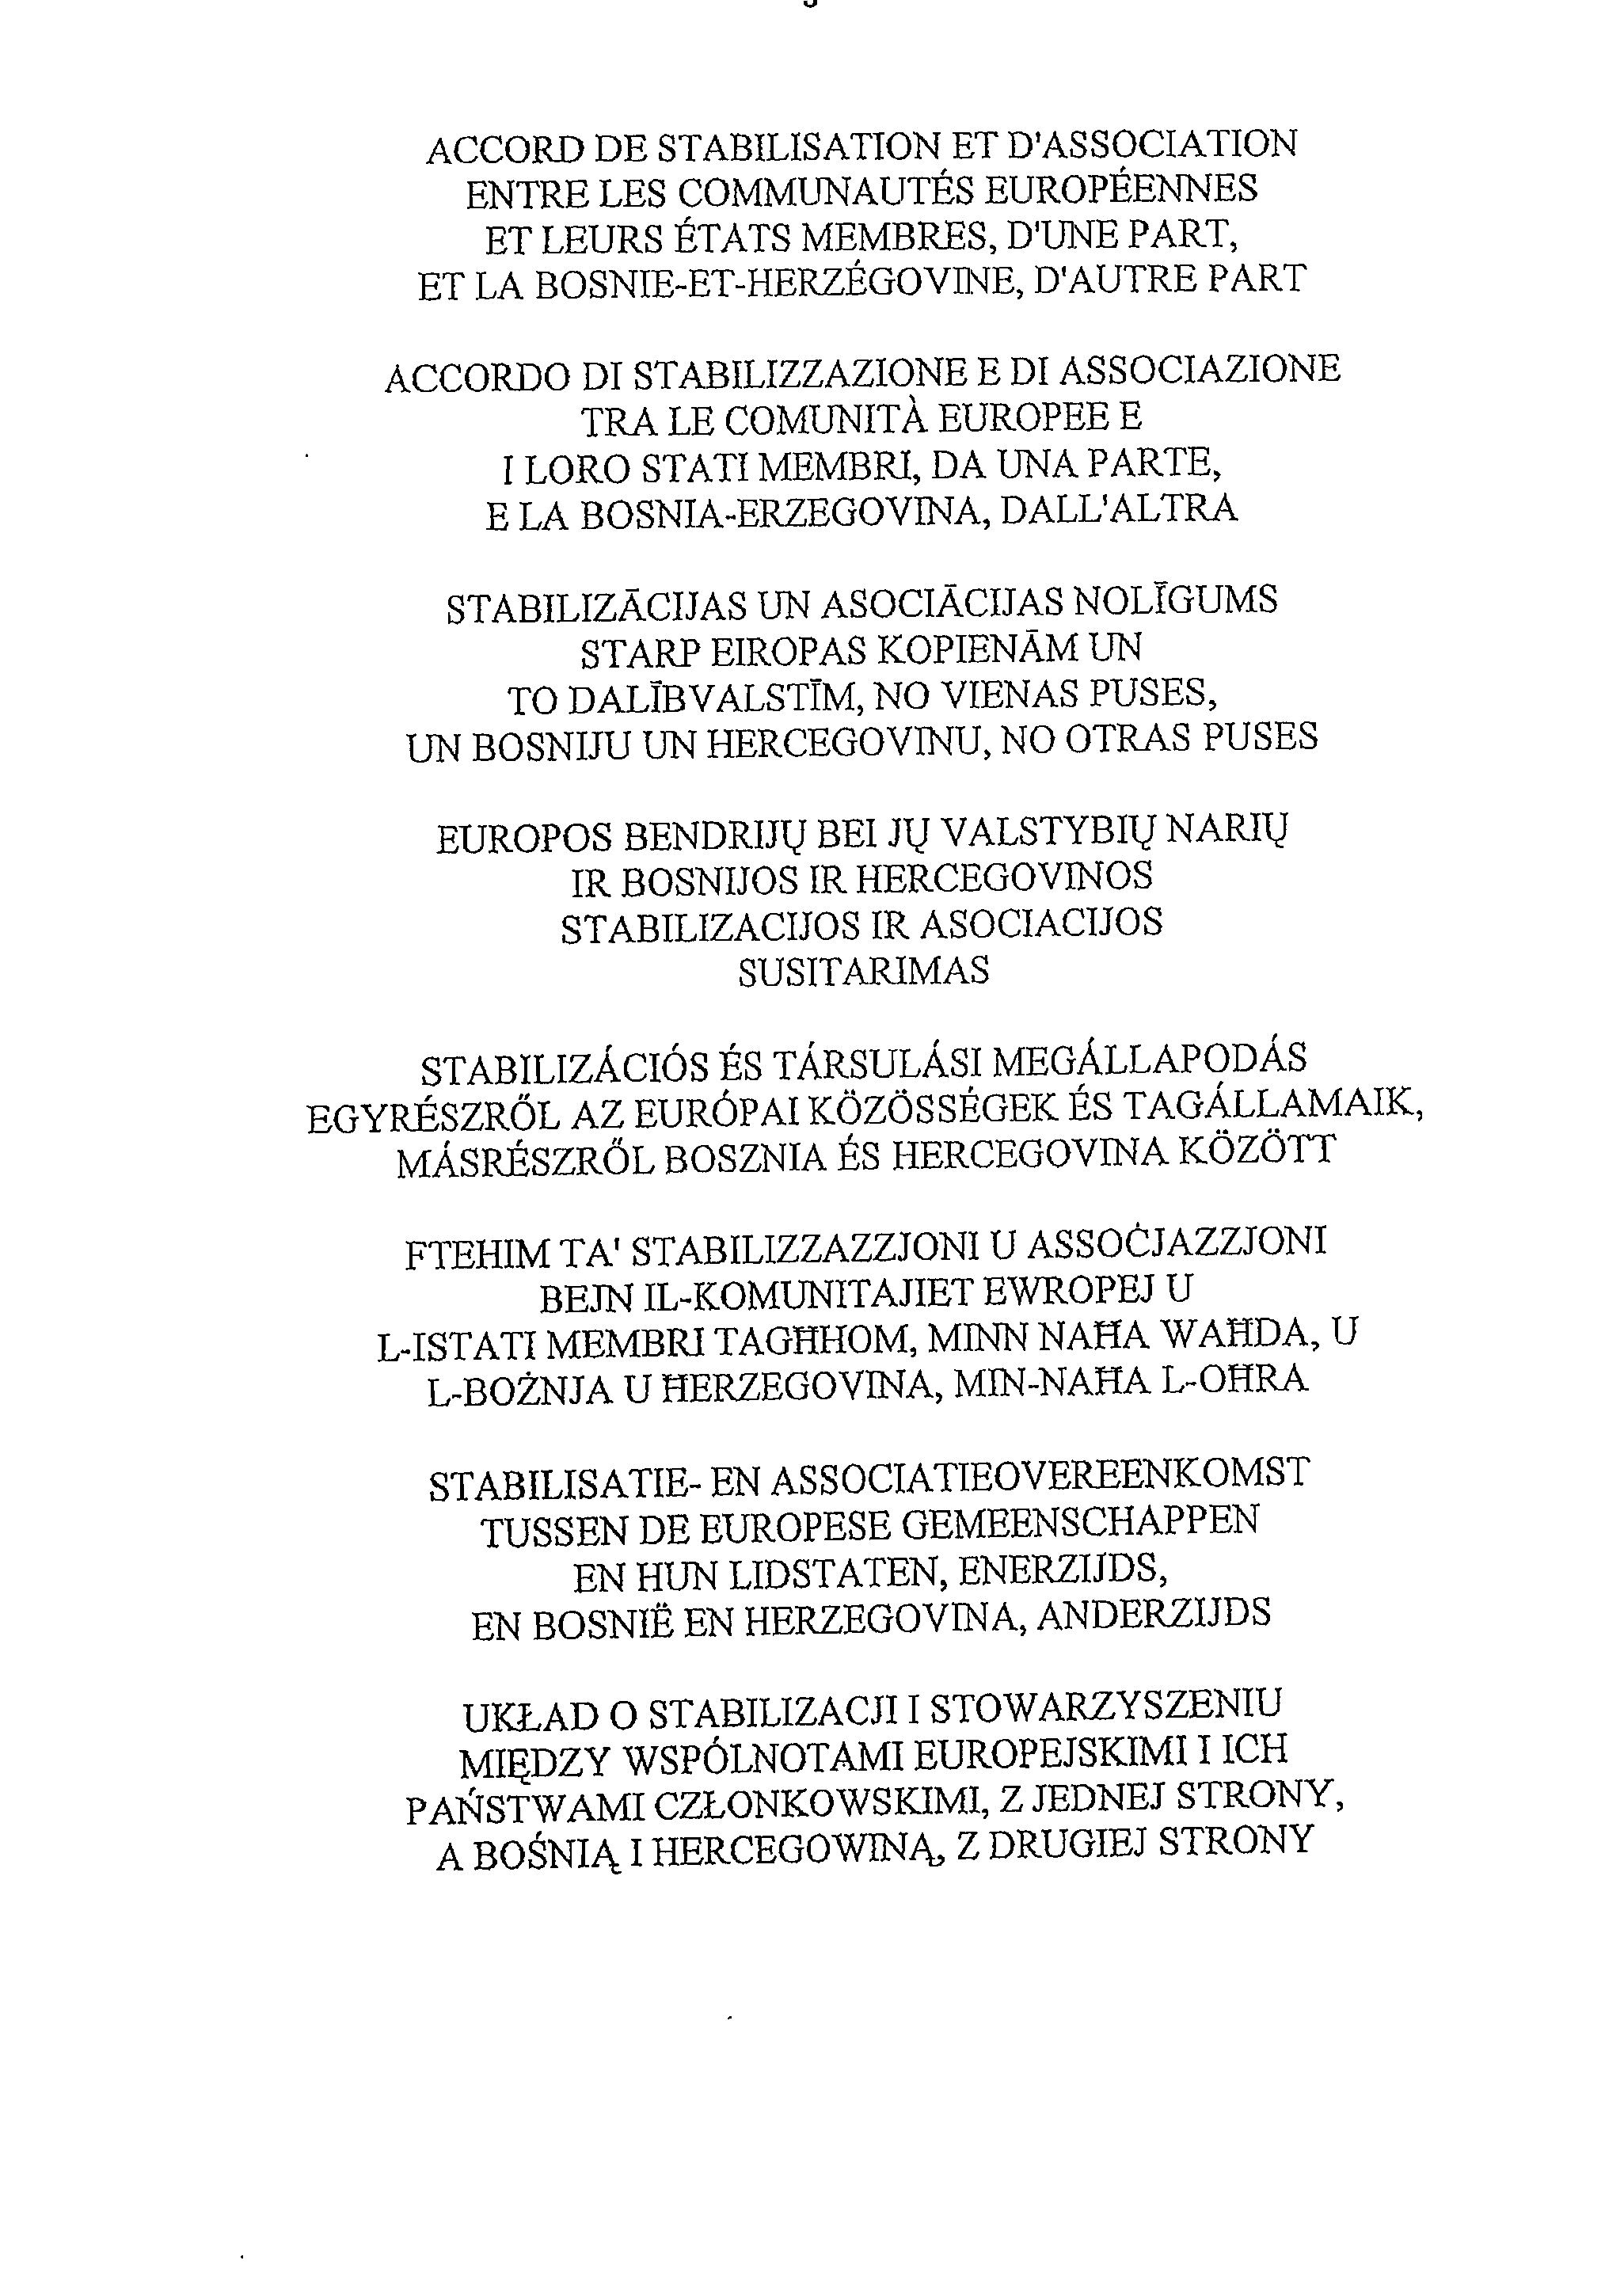 ACCORD DE STABILISATION ET D'ASSOCIATION
ENTRE LES COMMUNAUTÉS EUROPÉENNES
ET LEURS ÉTATS MEMBRES, D'UNE PART,
ET LA BOSNIE-ET-HERZÉGOVINE, D'AUTRE PART
ACCORDO DI STABILIZZAZIONE E DI ASSOCIAZIONE
TRA LE COMUNITÀ EUROPEE E
I LORO STATI MEMBRI, DA UNA PARTE,
E LA BOSNIA-ERZEGOVINA, DALL'ALTRA
STABILIZĀCIJAS UN ASOCIĀCIJAS NOLĪGUMS
STARP EIROPAS KOPIENĀM UN
TO DALĪBVALSTĪM, NO VIENAS PUSES,
UN BOSNIJU UN HERCEGOVINU, NO OTRAS PUSES
EUROPOS BENDRIJŲ BEI JŲ VALSTYBIŲ NARIŲ
IR BOSNIJOS IR HERCEGOVINOS
STABILIZACIJOS IR ASOCIACIJOS
SUSITARIMAS
STABILIZÁCIÓS ÉS TÁRSULÁSI MEGÁLLAPODÁS
EGYRÉSZRŐL AZ EURÓPAI KÖZÖSSÉGEK ÉS TAGÁLLAMAIK,
MÁSRÉSZRŐL BOSZNIA ÉS HERCEGOVINA KÖZÖTT
FTEHIM TA' STABILIZZAZZJONI U ASSOĊJAZZJONI
BEJN IL-KOMUNITAJIET EWROPEJ U
L-ISTATI MEMBRI TAGĦHOM, MINN NAĦA WAĦDA, U
L-BOŻNJA U ĦERZEGOVINA, MIN-NAĦA L-OĦRA
STABILISATIE- EN ASSOCIATIEOVEREENKOMST
TUSSEN DE EUROPESE GEMEENSCHAPPEN
EN HUN LIDSTATEN, ENERZIJDS,
EN BOSNIË EN HERZEGOVINA, ANDERZIJDS
UKŁAD O STABILIZACJI I STOWARZYSZENIU
MIĘDZY WSPÓLNOTAMI EUROPEJSKIMI I ICH
PAŃSTWAMI CZŁONKOWSKIMI, Z JEDNEJ STRONY,
A BOŚNIĄ I HERCEGOWINĄ, Z DRUGIEJ STRONY